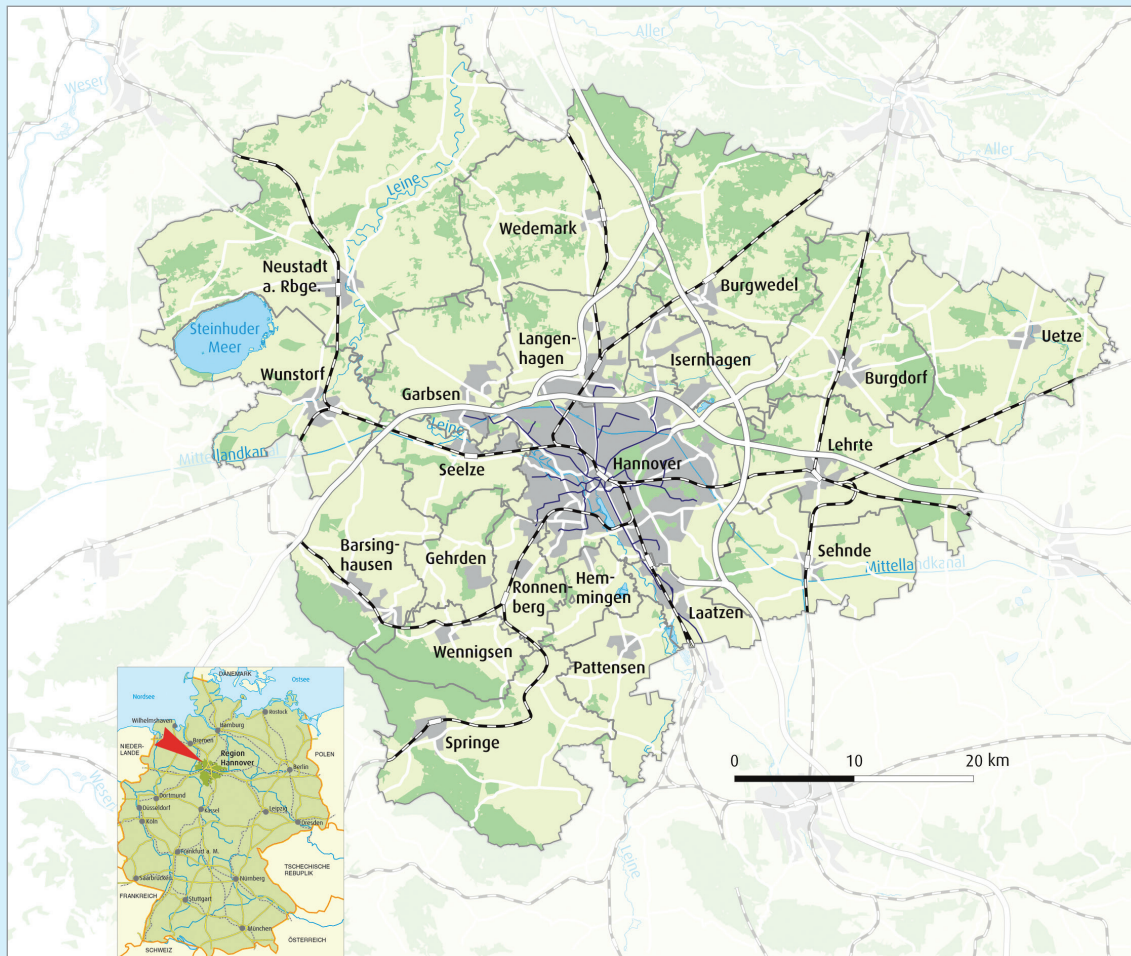 Weser
Aller
Aller
Leine
Wedemark
Neustadt
a. Rbge.
Burgwedel
Steinhuder
Meer
Langen-
hagen
Isernhagen
Uetze
Wunstorf
Garbsen
Burgdorf
Leine
Mittellandkanal
Seelze
Hannover
Lehrte
Barsing-
hausen
Gehrden
Ronnen-
berg
Hem-
mingen
Sehnde
Mittellandkanal
Laatzen
Wennigsen
Pattensen
Springe
0 10 20 km
Weser
Leine
DÄNEMARK
Nordsee
Ostsee
Wilhelmshaven
Rostock
Hamburg
Bremen
NIEDER-
LANDE
Region
Hannover
POLEN
Berlin
Dortmund
Düsseldorf
Kassel
Leipzig
Köln
Dresden
Frankfurt a. M.
TSCHECHISCHE
REBUPLIK
Saarbrücken
Nürnberg
FRANKREICH
Stuttgart
München
SCHWEIZ
ÖSTERREICH